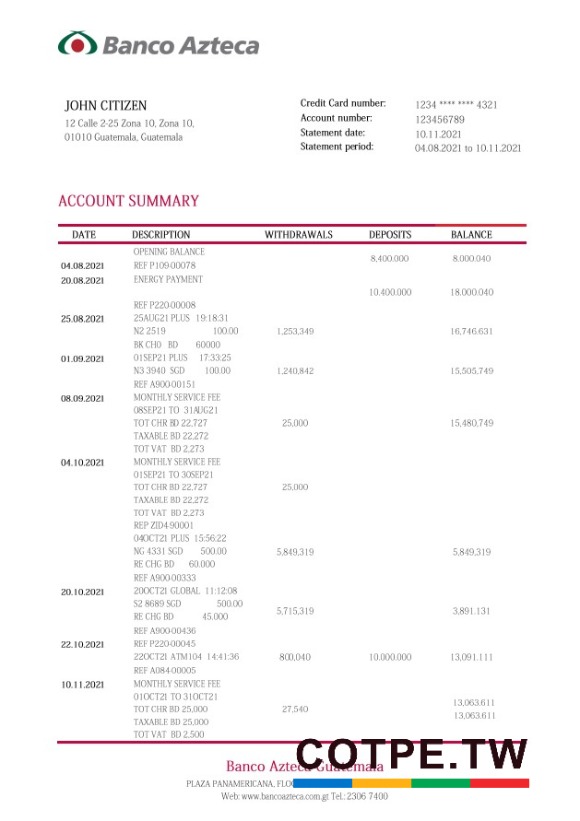 Banco Azteca
JOHN CITIZEN
12 Calle 2-25 Zona 10, Zona 10,
01010 Guatemala, Guatemala
Credit Card number: 1234 **** **** 4321
Account number: 123456789
Statement date: 10.11.2021
Statement period: 04.08.2021 to 10.11.2021
ACCOUNT SUMMARY
DATE DESCRIPTION WITHDRAWALS DEPOSITS BALANCE
OPENING BALANCE
8,400.000 8.000.040
04.08.2021 REF P109-00078
20.08.2021 ENERGY PAYMENT
10.400.000 18.000.040
REF P220-00008
25.08.2021 25AUG21 PLUS 19:18:31
N2 2519 100.00 1,253,349 16,746.631
BK CH0 BD 60000
01.09.2021 01SEP21 PLUS 17:33:25
N3 3940 SGD 100.00 1,240,842 15,505,749
REF A900-00151
08.09.2021 MONTHLY SERVICE FEE
08SEP21 TO 31AUG21
TOT CHR BD 22,727 25,000 15,480,749
TAXABLE BD 22,272
TOT VAT BD 2,273
04.10.2021 MONTHLY SERVICE FEE
01SEP21 TO 30SEP21
TOT CHR BD 22,727 25,000
TAXABLE BD 22,272
TOT VAT BD 2,273
REP ZID4-90001
04OCT21 PLUS 15:56:22
NG 4331 SGD 500.00 5,849,319 5,849,319
RE CHG BD 60.000
REF A900-00333
20.10.2021 20OCT21 GLOBAL 11:12:08
S2 8689 SGD 500.00
5,715,319 3,891.131
RE CHG BD 45,000
REF A900-00436
22.10.2021 REF P220-00045
22OCT21 ATM104 14:41:36 800,040 10.000.000 13,091.111
REF A084-00005
10.11.2021 MONTHLY SERVICE FEE
01OCT21 TO 31OCT21
TOT CHR BD 25,000 27,540 13,063,611
TAXABLE BD 25,000 13,063.611
TOT VAT BD 2,500
COTPE.TW
Banco Azteca Guatemala
PLAZA PANAMERICANA,
Web: www.bancoazteca.com.gt Tel.: 2306 7400